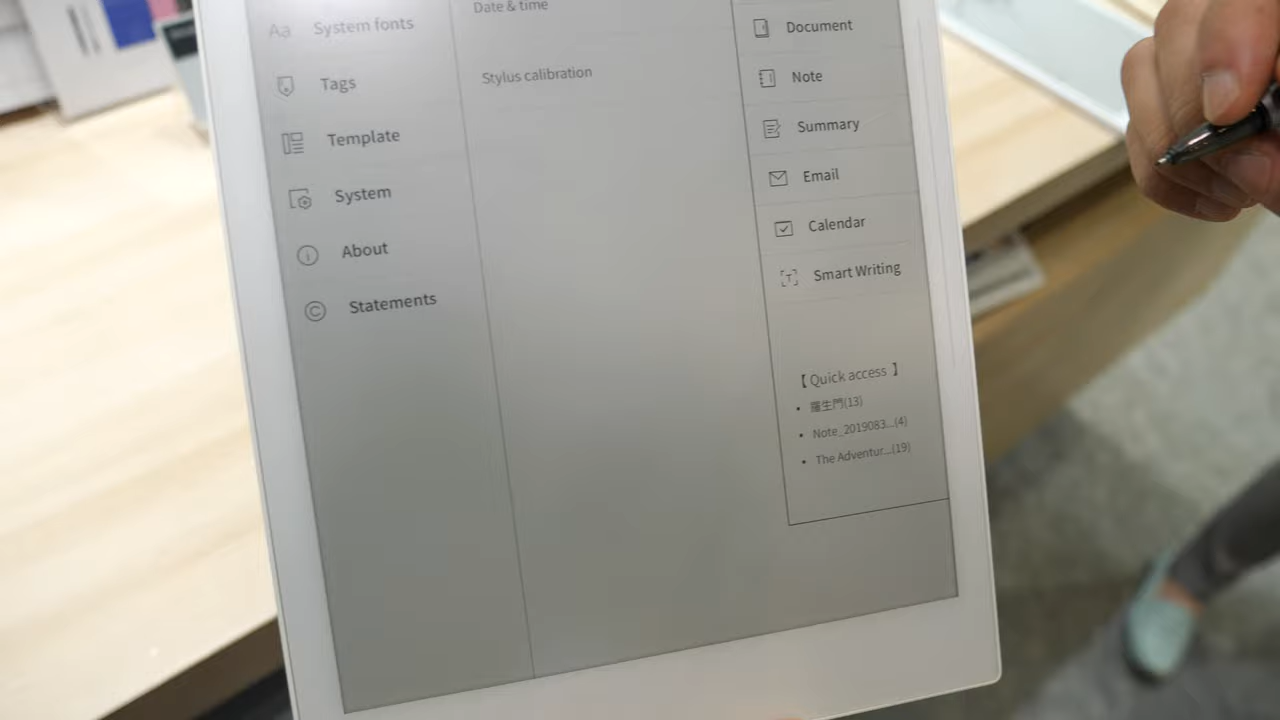 Aa System fonts
Tags
Template
System
About
Statements
Date & time
Stylus calibration
Document
Note
Summary
Email
Calendar
T Smart Writing
【 Quick access 】
• 羅生門(13)
• Note_2019083...(4)
• The Adventur...(19)